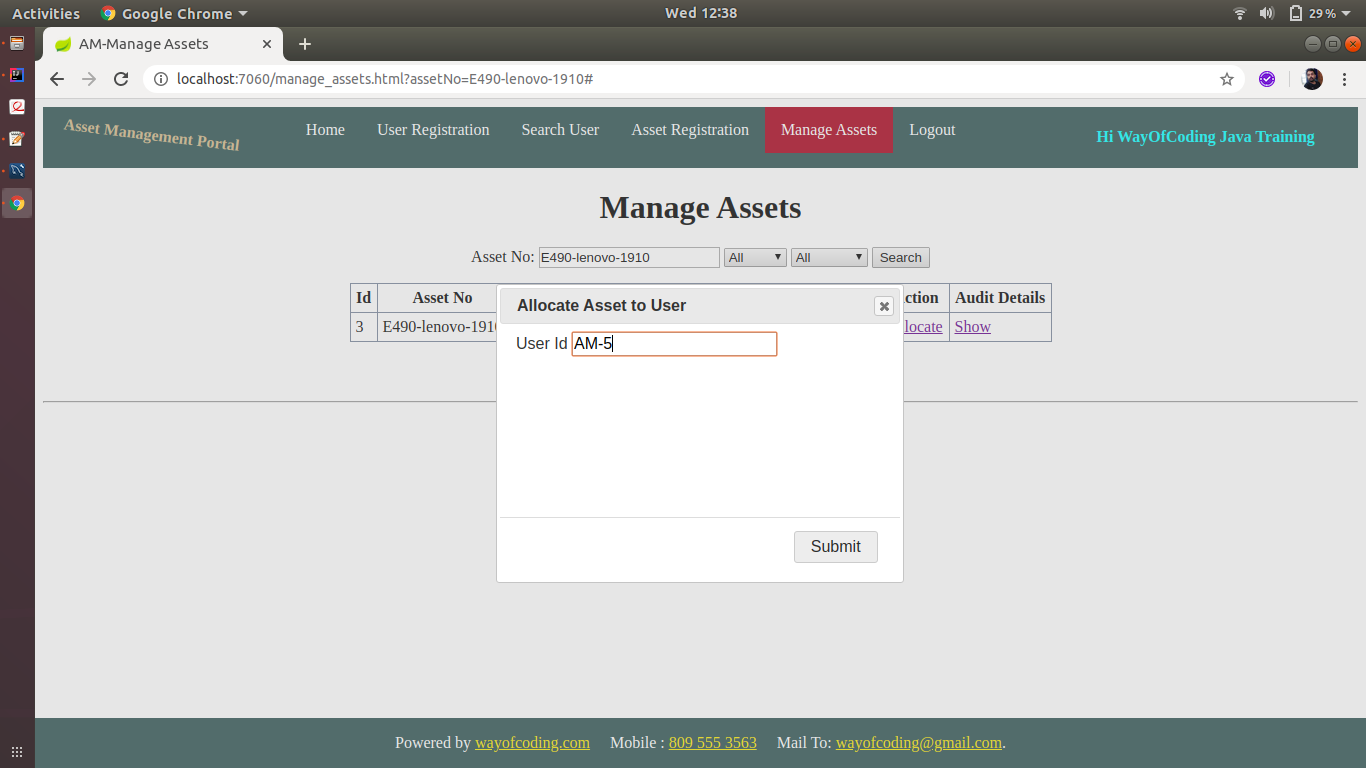 Activities Google Chrome Wed 12:38 29%
AM-Manage Assets
localhost:7060/manage_assets.html?assetNo=E490-lenovo-1910#
Asset Management Portal Home User Registration Search User Asset Registration Manage Assets Logout Hi WayOfCoding Java Training
Manage Assets
Asset No: E490-lenovo-1910 All All Search
Id Asset No ction Audit Details
3 E490-lenovo-1910 locate Show
Allocate Asset to User
User Id AM-5
Submit
Powered by wayofcoding.com Mobile : 809 555 3563 Mail To: wayofcoding@gmail.com.